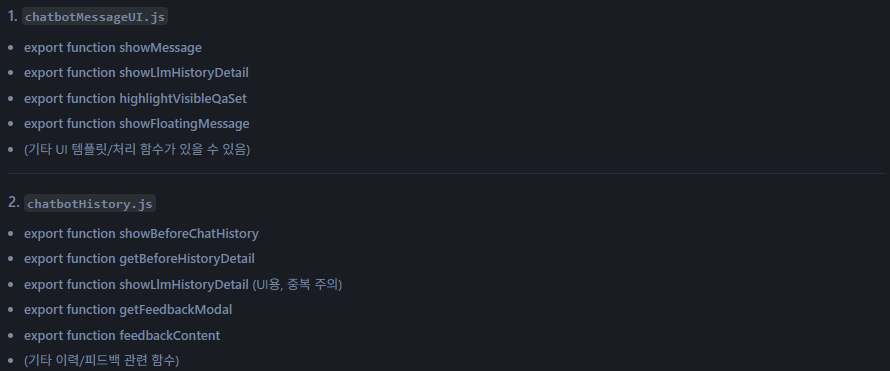 1. chatbotMessageUI.js
• export function showMessage
• export function showLlmHistoryDetail
• export function highlightVisibleQaSet
• export function showFloatingMessage
• (기타 UI 템플릿/처리 함수가 있을 수 있음)
2. chatbotHistory.js
• export function showBeforeChatHistory
• export function getBeforeHistoryDetail
• export function showLlmHistoryDetail (UI용, 중복 주의)
• export function getFeedbackModal
• export function feedbackContent
• (기타 이력/피드백 관련 함수)